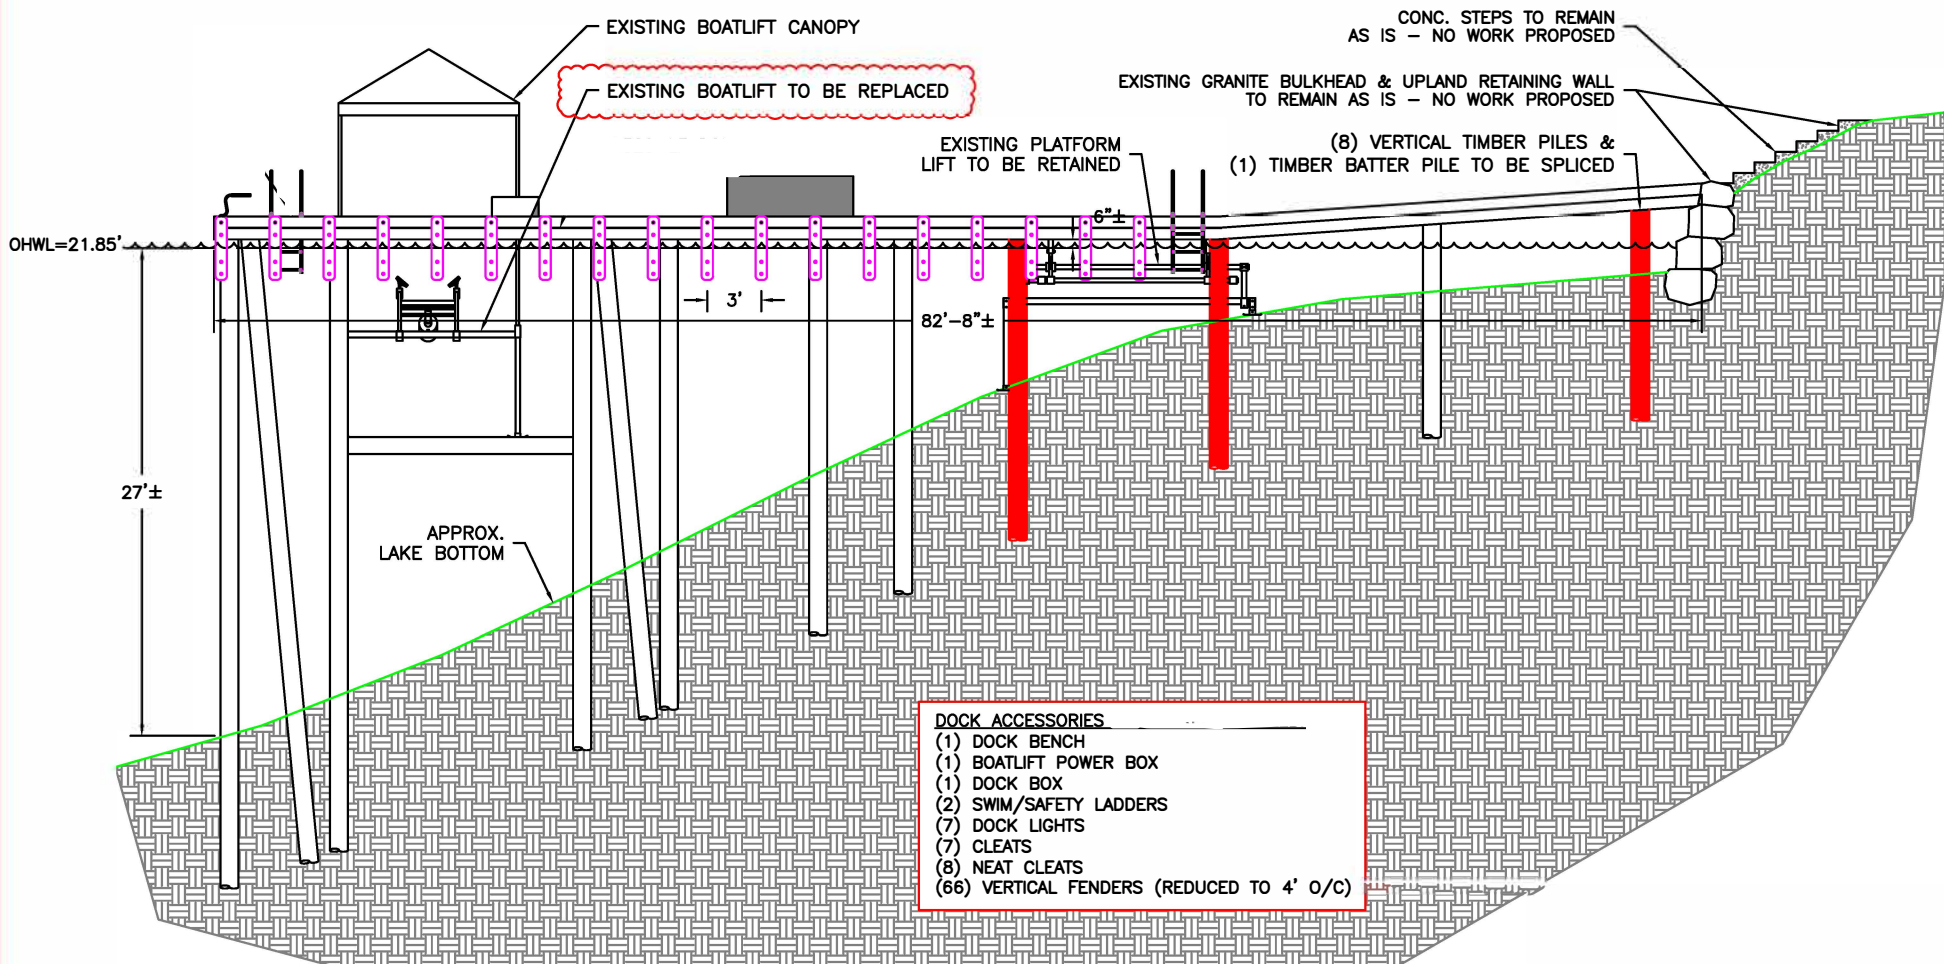 EXISTING BOATLIFT CANOPY
CONC. STEPS TO REMAIN
AS IS – NO WORK PROPOSED
EXISTING BOATLIFT TO BE REPLACED
EXISTING GRANITE BULKHEAD & UPLAND RETAINING WALL
TO REMAIN AS IS – NO WORK PROPOSED
EXISTING PLATFORM
LIFT TO BE RETAINED
(8) VERTICAL TIMBER PILES &
(1) TIMBER BATTER PILE TO BE SPLICED
6"±
OHWL=21.85'
3'
82'-8"±
27'±
APPROX.
LAKE BOTTOM
DOCK ACCESSORIES
(1) DOCK BENCH
(1) BOATLIFT POWER BOX
(1) DOCK BOX
(2) SWIM/SAFETY LADDERS
(7) DOCK LIGHTS
(7) CLEATS
(8) NEAT CLEATS
(66) VERTICAL FENDERS (REDUCED TO 4' O/C)